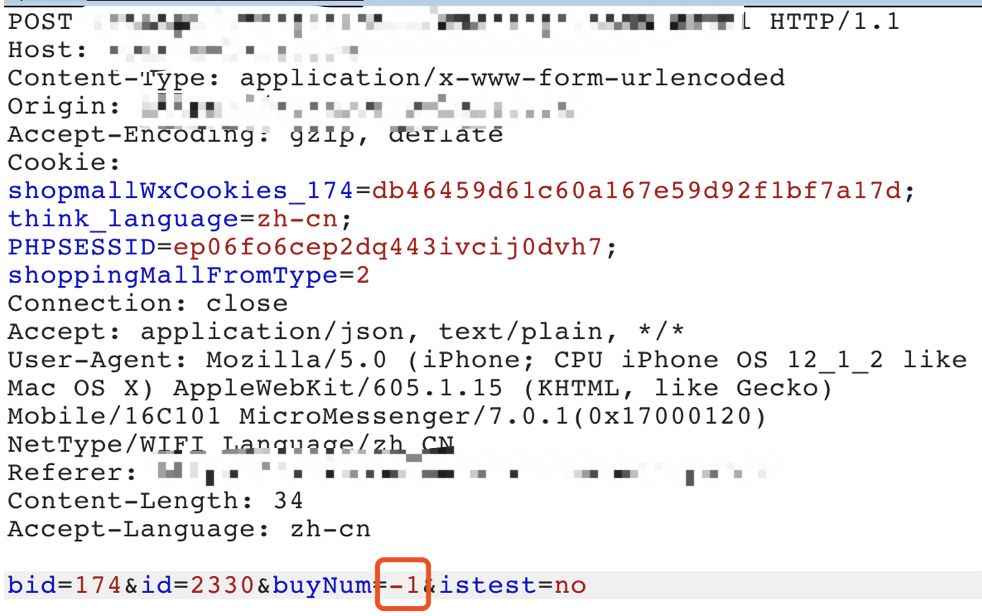 POST HTTP/1.1
Host:
Content-Type: application/x-www-form-urlencoded
Origin:
Accept-Encoding: gzip, deflate
Cookie:
shopmallWxCookies_174=db46459d61c60a167e59d92f1bf7a17d;
think_language=zh-cn;
PHPSESSID=ep06fo6cep2dq443ivcij0dvh7;
shoppingMallFromType=2
Connection: close
Accept: application/json, text/plain, */*
User-Agent: Mozilla/5.0 (iPhone; CPU iPhone OS 12_1_2 like
Mac OS X) AppleWebKit/605.1.15 (KHTML, like Gecko)
Mobile/16C101 MicroMessenger/7.0.1(0x17000120)
NetType/WIFI Language/zh_CN
Referer:
Content-Length: 34
Accept-Language: zh-cn
bid=174&id=2330&buyNum=-1&istest=no